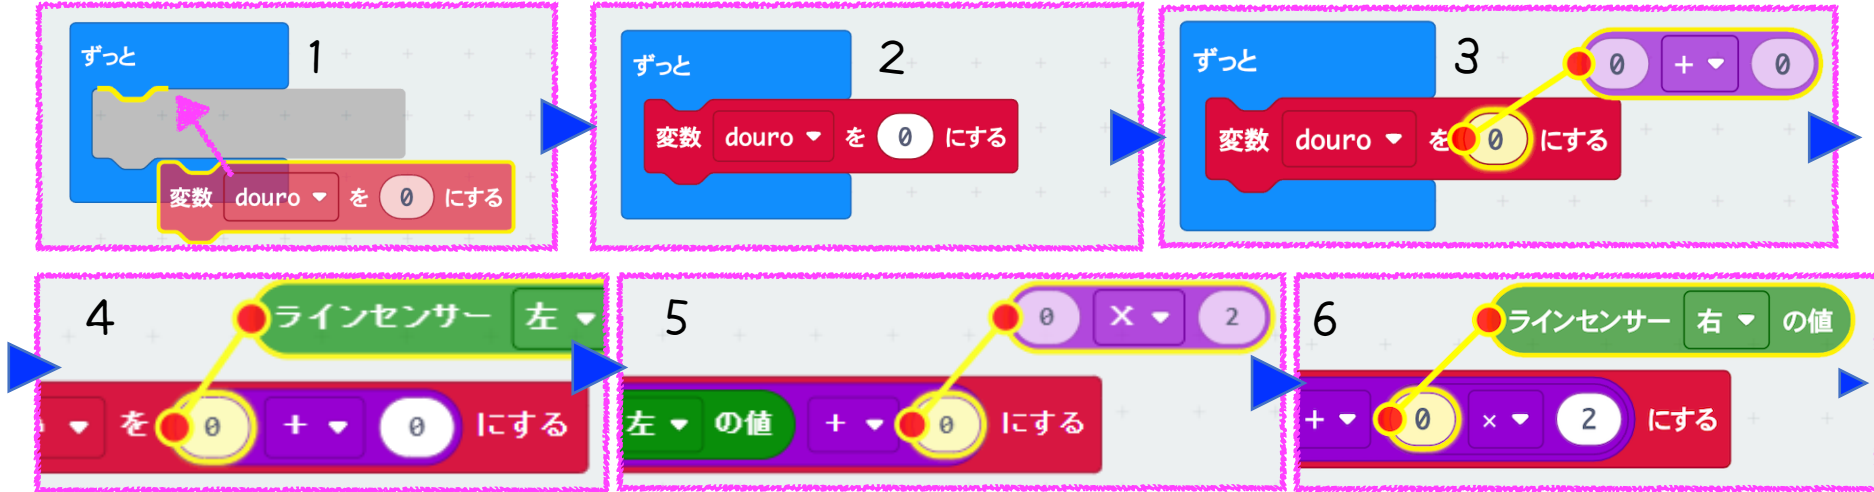 1
ずっと
変数 douro を 0 にする
2
ずっと
変数 douro を 0 にする
3
ずっと
0 + 0
変数 douro を 0 にする
4
ラインセンサー 左
を 0 + 0 にする
5
0 × 2
左 の値 + 0 にする
6
ラインセンサー 右 の値
+ 0 × 2 にする